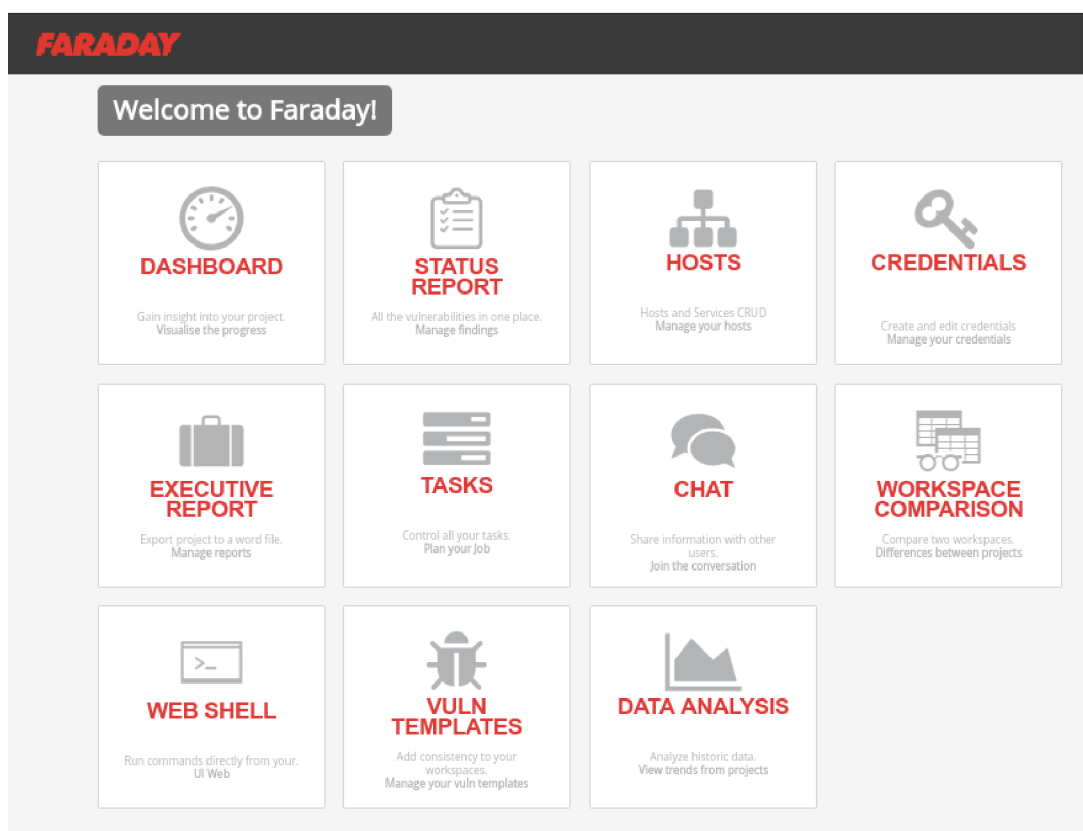 FARADAY
Welcome to Faraday!
DASHBOARD
Gain insight into your project.
Visualise the progress
STATUS
REPORT
All the vulnerabilities in one place.
Manage findings
HOSTS
Hosts and Services CRUD
Manage your hosts
CREDENTIALS
Create and edit credentials
Manage your credentials
EXECUTIVE
REPORT
Export project to a word file.
Manage reports
TASKS
Control all your tasks.
Plan your Job
CHAT
Share information with other
users.
Join the conversation
WORKSPACE
COMPARISON
Compare two workspaces.
Differences between projects
>_
WEB SHELL
Run commands directly from your.
UI Web
VULN
TEMPLATES
Add consistency to your
workspaces.
Manage your vuln templates
DATA ANALYSIS
Analyze historic data.
View trends from projects